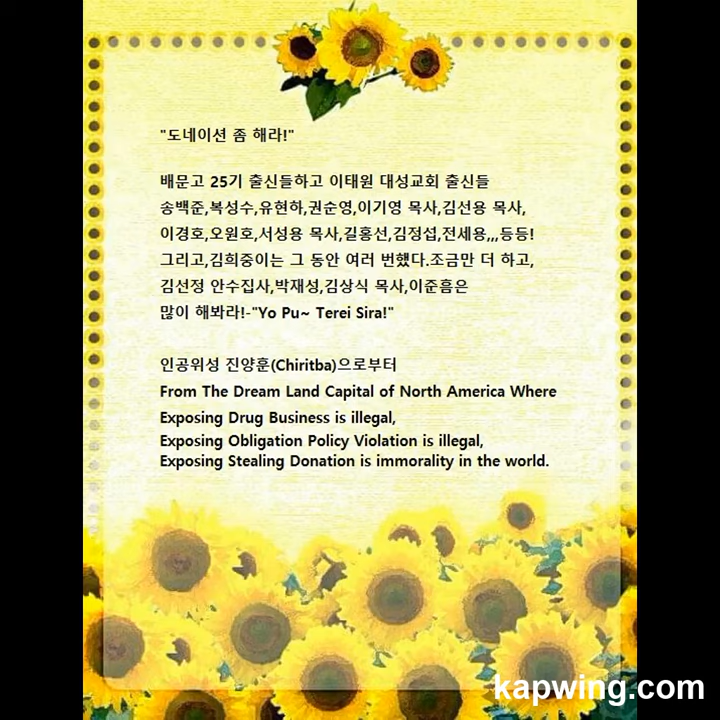 "도네이션 좀 해라!"
배문고 25기 출신들하고 이태원 대성교회 출신들
송백준,복성수,유현하,권순영,이기영 목사,김선용 목사,
이경호,오원호,서성용 목사,길홍선,김정섭,전세용,,,등등!
그리고,김희중이는 그 동안 여러 번했다.조금만 더 하고,
김선정 안수집사,박재성,김상식 목사,이준흠은
많이 해봐라!-"Yo Pu~ Terei Sira!"
인공위성 진양훈(Chiritba)으로부터
From The Dream Land Capital of North America Where
Exposing Drug Business is illegal,
Exposing Obligation Policy Violation is illegal,
Exposing Stealing Donation is immorality in the world.
kapwing.com